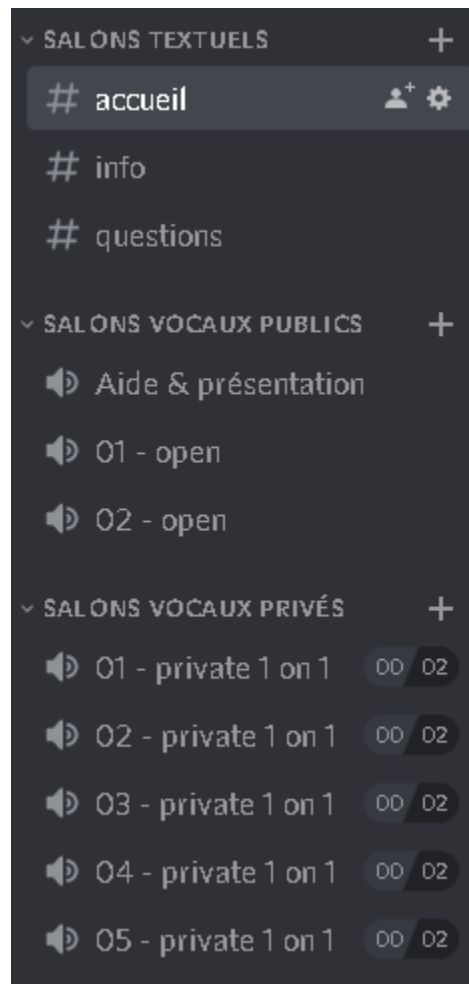 SALONS TEXTUELS
# accueil
# info
# questions
SALONS VOCAUX PUBLICS
Aide & présentation
01 - open
02 - open
SALONS VOCAUX PRIVÉS
01 - private 1 on 1 00 02
02 - private 1 on 1 00 02
03 - private 1 on 1 00 02
04 - private 1 on 1 00 02
05 - private 1 on 1 00 02